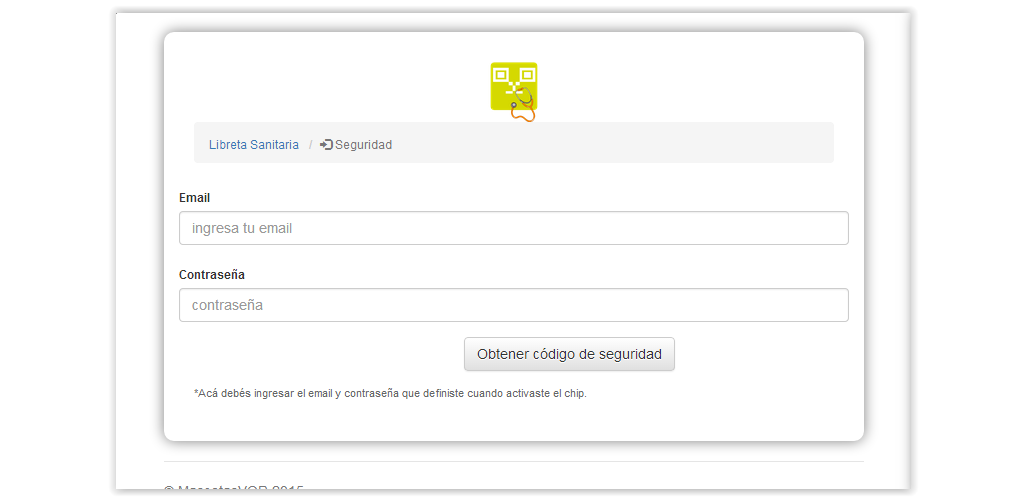 Libreta Sanitaria / Seguridad
Email
ingresa tu email
Contraseña
contraseña
Obtener código de seguridad
*Acá debés ingresar el email y contraseña que definiste cuando activaste el chip.